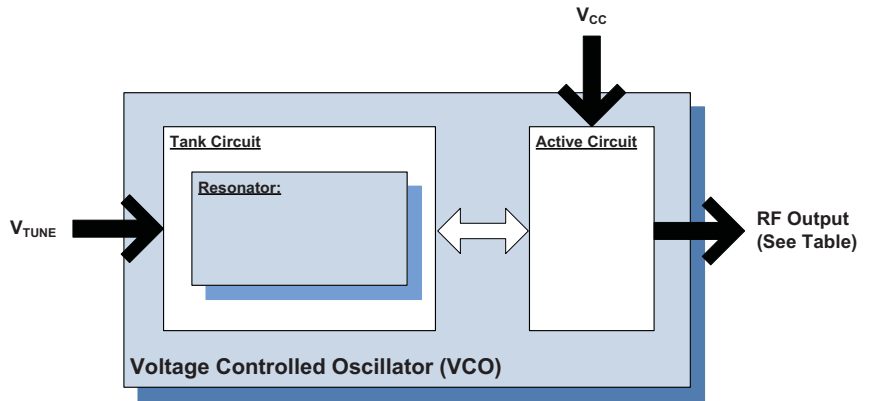 VCC
Tank Circuit
Active Circuit
Resonator:
VTUNE
RF Output
(See Table)
Voltage Controlled Oscillator (VCO)